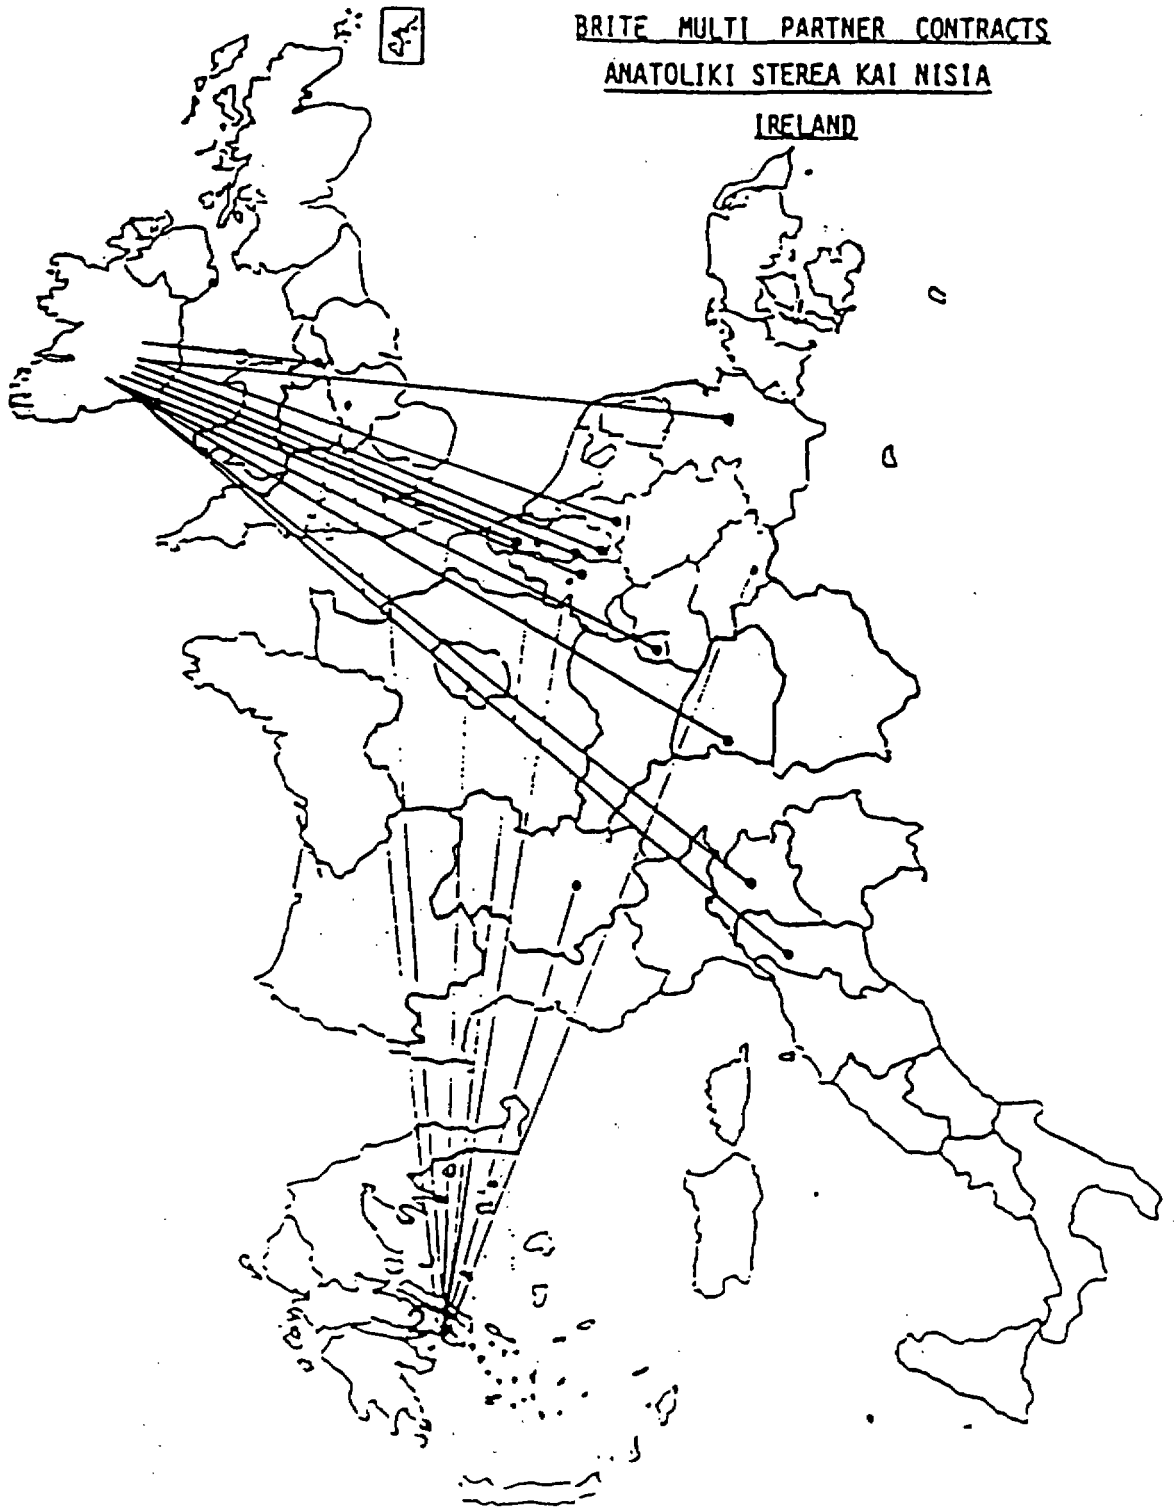 BRITE MULTI PARTNER CONTRACTS
ANATOLIKI STEREA KAI NISIA
IRELAND